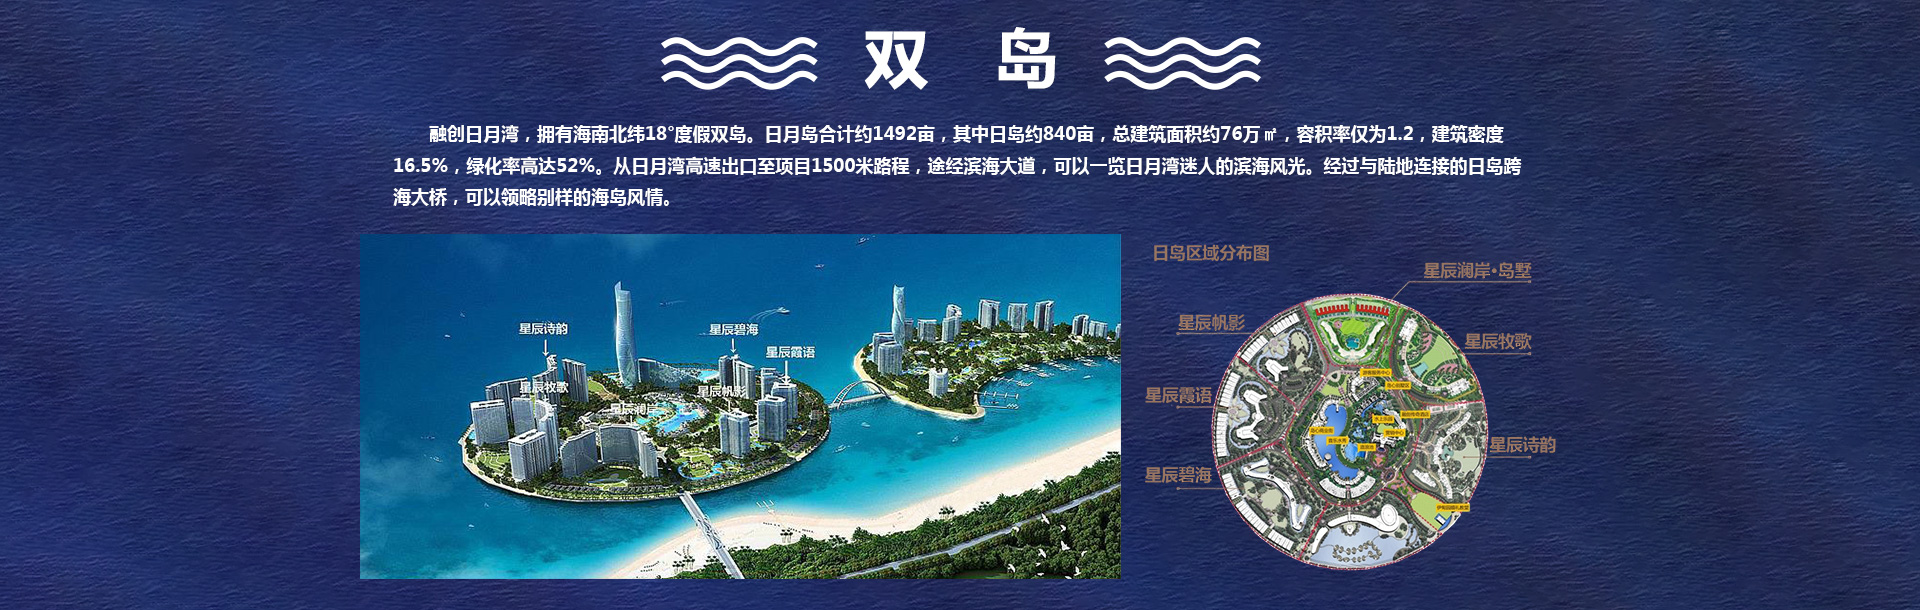 双 岛
融创日月湾，拥有海南北纬18°度假双岛。日月岛合计约1492亩，其中日岛约840亩，总建筑面积约76万㎡，容积率仅为1.2，建筑密度
16.5%，绿化率高达52%。从日月湾高速出口至项目1500米路程，途经滨海大道，可以一览日月湾迷人的滨海风光。经过与陆地连接的日岛跨
海大桥，可以领略别样的海岛风情。
星辰诗韵
星辰碧海
星辰霞语
星辰牧歌
星辰帆影
星辰澜岸
日岛区域分布图
星辰澜岸·岛墅
星辰帆影
星辰牧歌
星辰霞语
星辰诗韵
星辰碧海